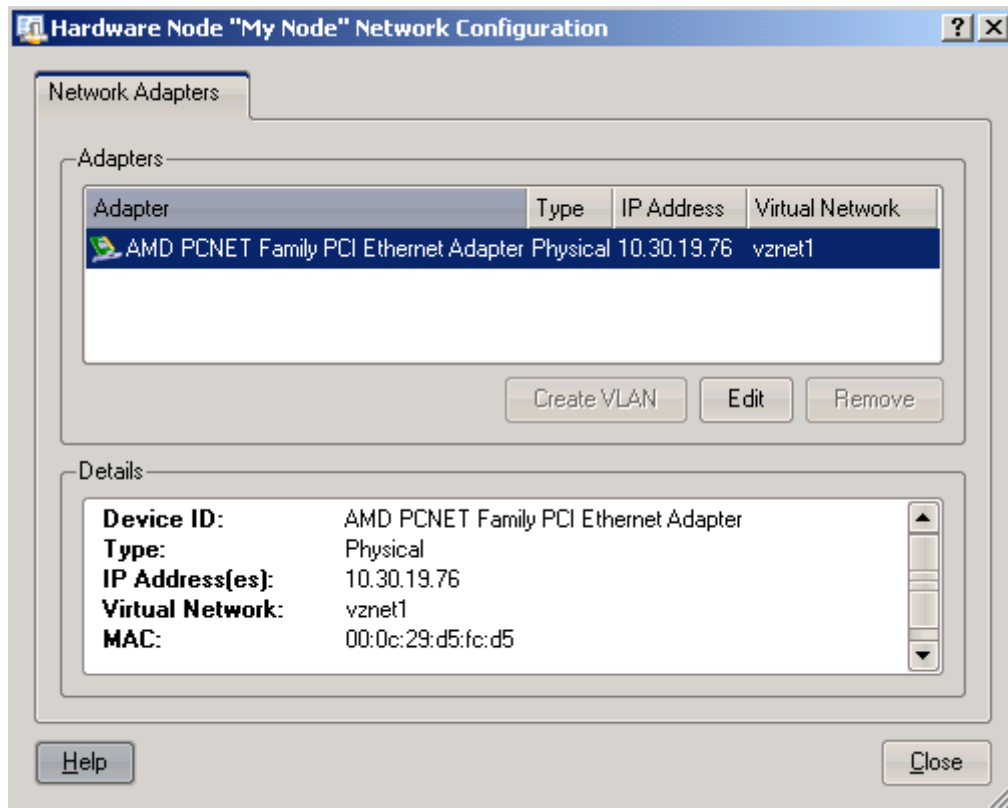 Hardware Node "My Node" Network Configuration
Network Adapters
Adapters
Adapter Type IP Address Virtual Network
AMD PCNET Family PCI Ethernet Adapter Physical 10.30.19.76 vznet1
Create VLAN Edit Remove
Details
Device ID: AMD PCNET Family PCI Ethernet Adapter
Type: Physical
IP Address(es): 10.30.19.76
Virtual Network: vznet1
MAC: 00:0c:29:d5:fc:d5
Help Close